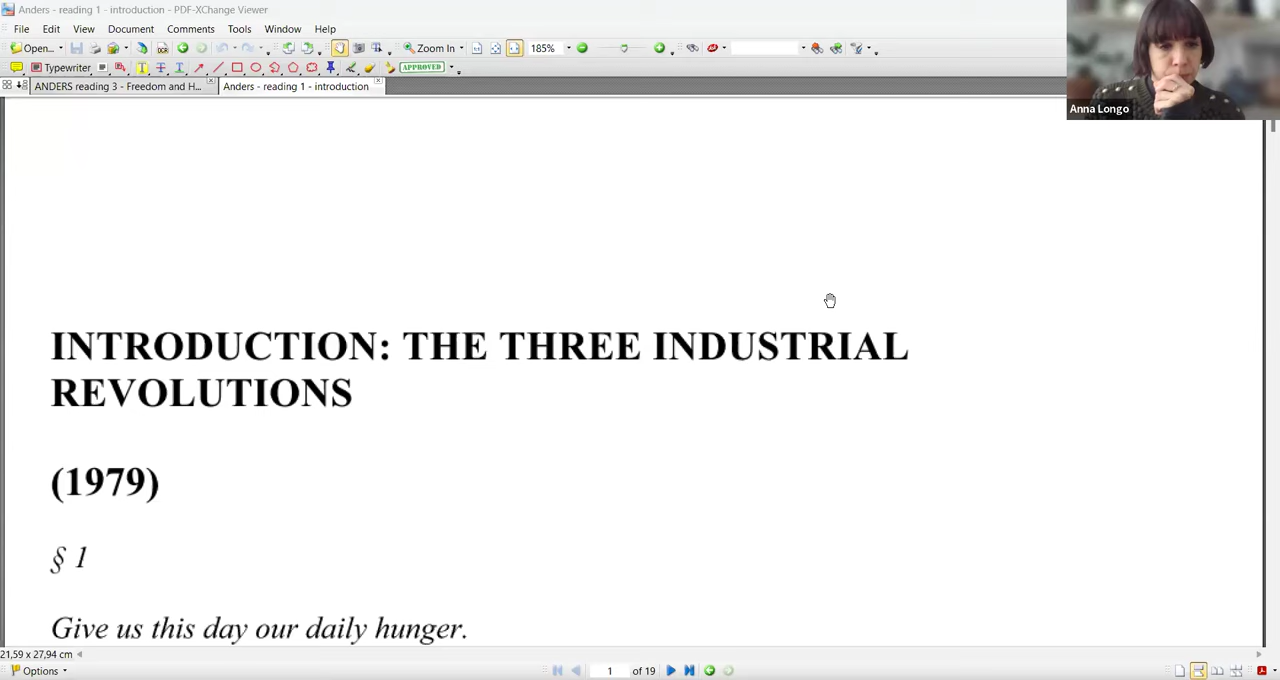 Anders - reading 1 - introduction - PDF-XChange Viewer
File Edit View Document Comments Tools Window Help
Open... OCR Zoom In 185%
Typewriter APPROVED
ANDERS reading 3 - Freedom and H... Anders - reading 1 - introduction
Anna Longo
INTRODUCTION: THE THREE INDUSTRIAL
REVOLUTIONS
(1979)
§ 1
Give us this day our daily hunger.
21,59 x 27,94 cm
Options 1 of 19